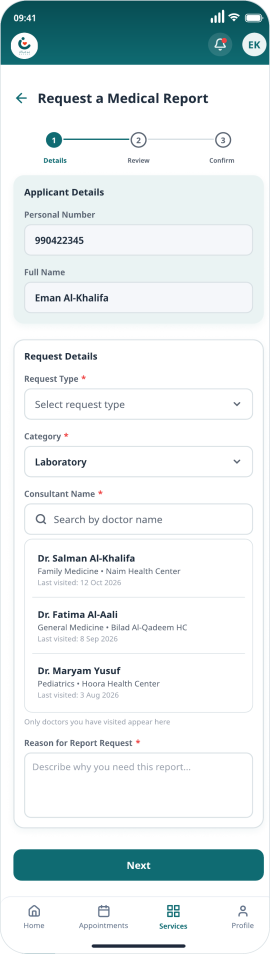 09:41
EK
Request a Medical Report
1
2
3
Details
Review
Confirm
Applicant Details
Personal Number
990422345
Full Name
Eman Al-Khalifa
Request Details
Request Type *
Select request type
Category *
Laboratory
Consultant Name *
Search by doctor name
Dr. Salman Al-Khalifa
Family Medicine • Naim Health Center
Last visited: 12 Oct 2026
Dr. Fatima Al-Aali
General Medicine • Bilad Al-Qadeem HC
Last visited: 8 Sep 2026
Dr. Maryam Yusuf
Pediatrics • Hoora Health Center
Last visited: 3 Aug 2026
Only doctors you have visited appear here
Reason for Report Request *
Describe why you need this report...
Next
Home
Appointments
Services
Profile